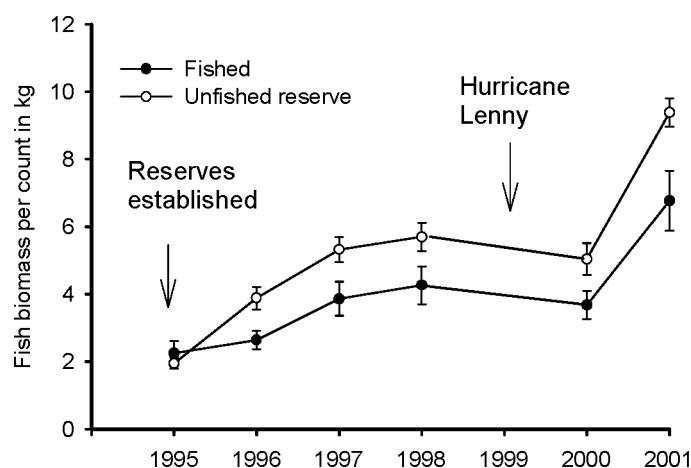 12
10
8
6
4
2
0
Fish biomass per count in kg
Fished
Unfished reserve
Reserves
established
Hurricane
Lenny
1995 1996 1997 1998 1999 2000 2001